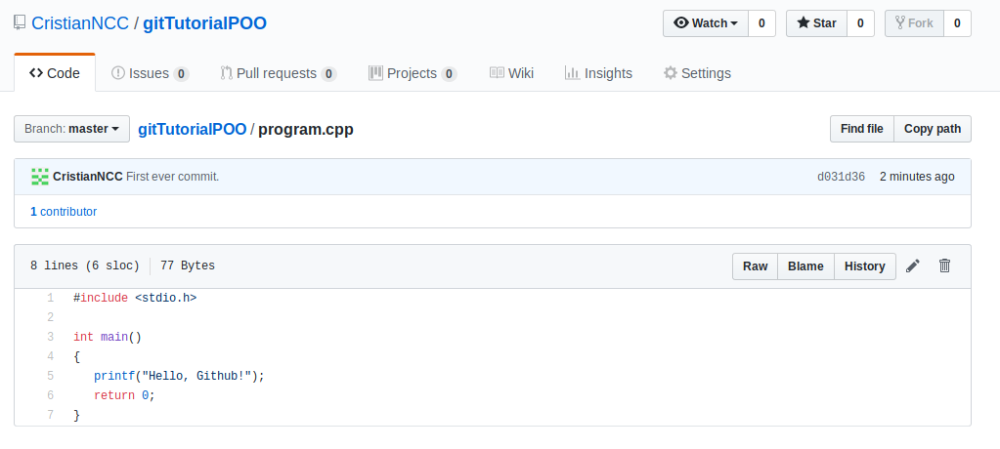 CristianNCC / gitTutorialPOO
Watch 0 Star 0 Fork 0
Code Issues 0 Pull requests 0 Projects 0 Wiki Insights Settings
Branch: master gitTutorialPOO / program.cpp Find file Copy path
CristianNCC First ever commit. d031d36 2 minutes ago
1 contributor
8 lines (6 sloc) 77 Bytes Raw Blame History
1 #include <stdio.h>
2
3 int main()
4 {
5 printf("Hello, Github!");
6 return 0;
7 }